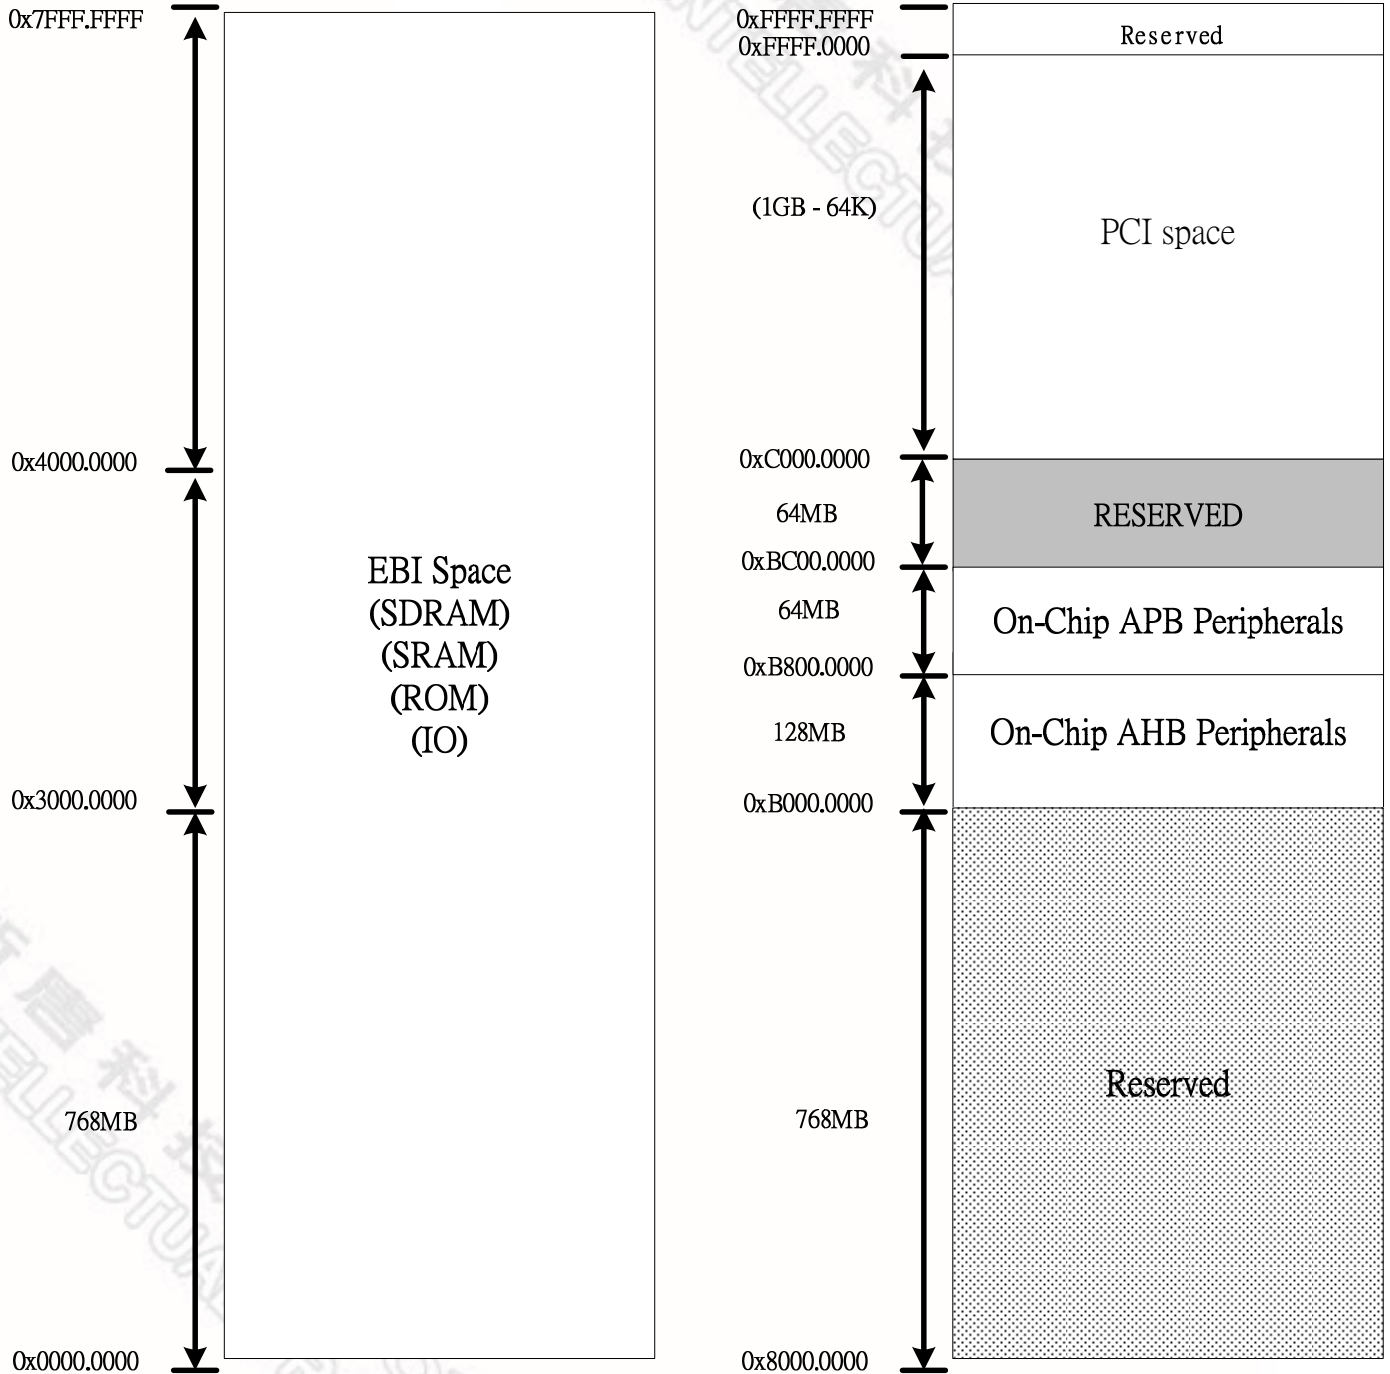 0x7FFF.FFFF
0x4000.0000
0x3000.0000
768MB
0x0000.0000
EBI Space
(SDRAM)
(SRAM)
(ROM)
(IO)
0xFFFF.FFFF
0xFFFF.0000
Reserved
(1GB - 64K)
PCI space
0xC000.0000
64MB
RESERVED
0xBC00.0000
64MB
On-Chip APB Peripherals
0xB800.0000
128MB
On-Chip AHB Peripherals
0xB000.0000
768MB
Reserved
0x8000.0000